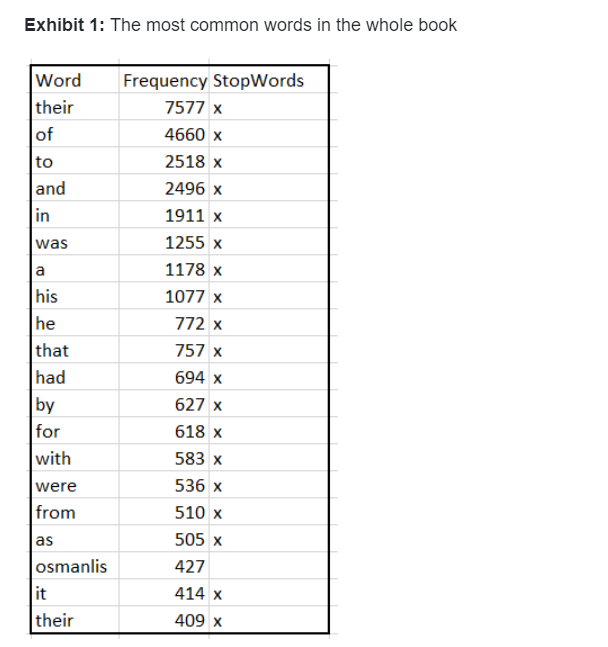 Exhibit 1: The most common words in the whole book
Word Frequency StopWords
their 7577 x
of 4660 x
to 2518 x
and 2496 x
in 1911 x
was 1255 x
a 1178 x
his 1077 x
he 772 x
that 757 x
had 694 x
by 627 x
for 618 x
with 583 x
were 536 x
from 510 x
as 505 x
osmanlis 427
it 414 x
their 409 x